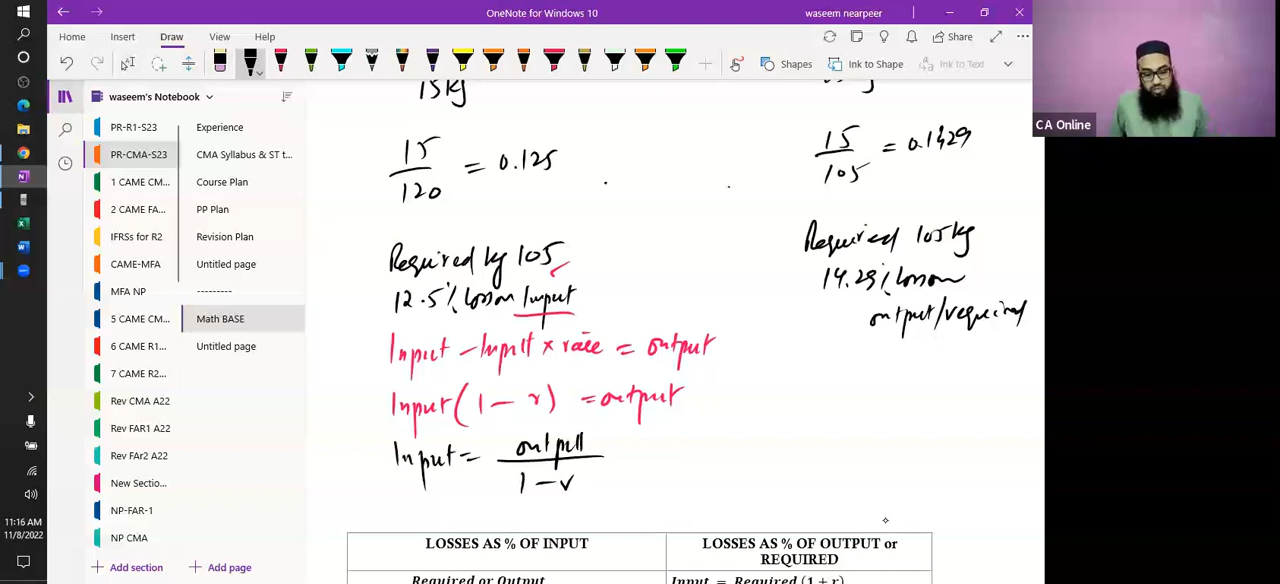 OneNote for Windows 10
waseem nearpeer
Home
Insert
Draw
View
Help
Share
Shapes
Ink to Shape
Ink to Text
CA Online
waseem's Notebook
PR-R1-S23
PR-CMA-S23
1 CAME CM...
2 CAME FA...
IFRSs for R2
CAME-MFA
MFA NP
5 CAME CM...
6 CAME R1...
7 CAME R2...
Rev CMA A22
Rev FAR1 A22
Rev FAr2 A22
New Sectio...
NP-FAR-1
NP CMA
Add section
Experience
CMA Syllabus & ST t...
Course Plan
PP Plan
Revision Plan
Untitled page
---------
Math BASE
Untitled page
Add page
15kg
15
120
= 0.125
Required kg 105
12.5% loss on Input
Input - Input × rate = output
Input (1 - r) = output
Input = output
1 - r
15
105
= 0.1429
Required 105kg
14.29% loss on
output/required
LOSSES AS % OF INPUT
LOSSES AS % OF OUTPUT or
REQUIRED
Required or Output
Input = Required (1 + r)
11:16 AM
11/8/2022